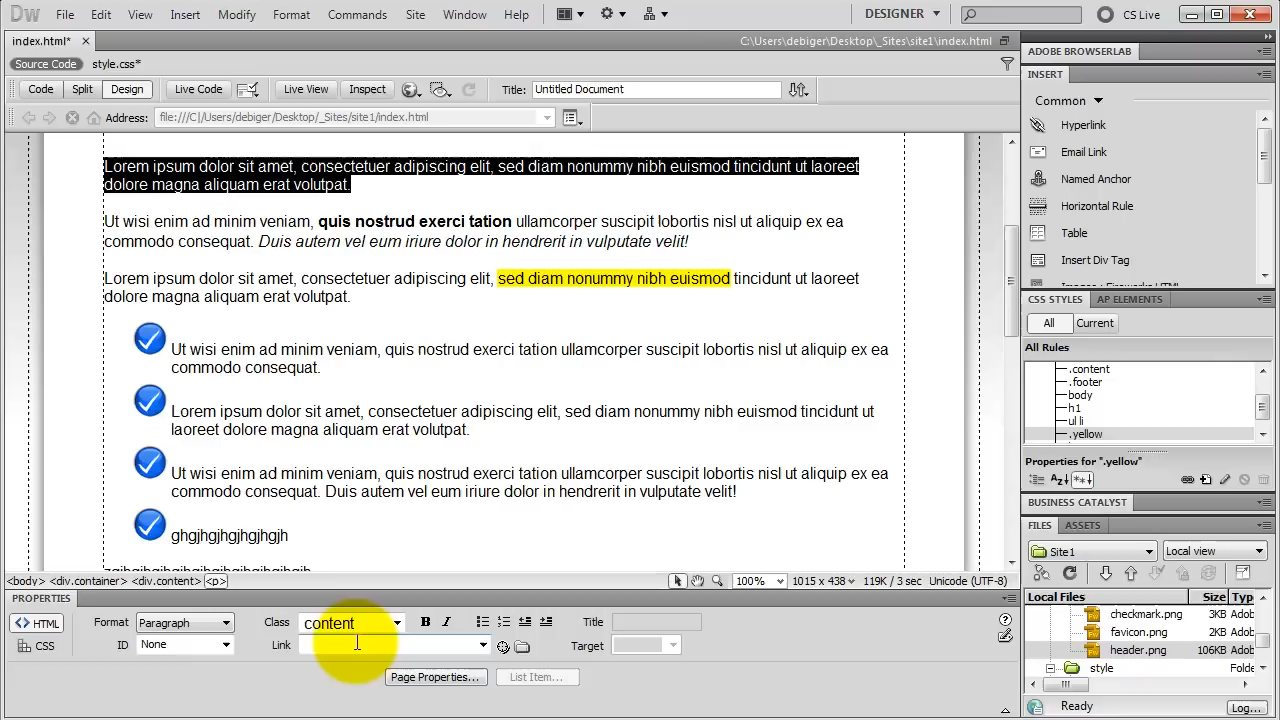 Dw File Edit View Insert Modify Format Commands Site Window Help DESIGNER CS Live
index.html* C:\Users\debiger\Desktop\_Sites\site1\index.html
Source Code style.css*
Code Split Design Live Code Live View Inspect Title: Untitled Document
Address: file:///C|/Users/debiger/Desktop/_Sites/site1/index.html
Lorem ipsum dolor sit amet, consectetuer adipiscing elit, sed diam nonummy nibh euismod tincidunt ut laoreet
dolore magna aliquam erat volutpat.
Ut wisi enim ad minim veniam, quis nostrud exerci tation ullamcorper suscipit lobortis nisl ut aliquip ex ea
commodo consequat. Duis autem vel eum iriure dolor in hendrerit in vulputate velit!
Lorem ipsum dolor sit amet, consectetuer adipiscing elit, sed diam nonummy nibh euismod tincidunt ut laoreet
dolore magna aliquam erat volutpat.
Ut wisi enim ad minim veniam, quis nostrud exerci tation ullamcorper suscipit lobortis nisl ut aliquip ex ea
commodo consequat.
Lorem ipsum dolor sit amet, consectetuer adipiscing elit, sed diam nonummy nibh euismod tincidunt ut
laoreet dolore magna aliquam erat volutpat.
Ut wisi enim ad minim veniam, quis nostrud exerci tation ullamcorper suscipit lobortis nisl ut aliquip ex ea
commodo consequat. Duis autem vel eum iriure dolor in hendrerit in vulputate velit!
ghgjhgjhgjhgjhgjh
<body> <div.container> <div.content> <p> 100% 1015 x 438 119K / 3 sec Unicode (UTF-8)
PROPERTIES
HTML Format Paragraph Class content B I Title
CSS ID None Link Target
Page Properties... List Item...
ADOBE BROWSERLAB
INSERT
Common
Hyperlink
Email Link
Named Anchor
Horizontal Rule
Table
Insert Div Tag
CSS STYLES AP ELEMENTS
All Current
All Rules
.content
.footer
body
h1
ul li
.yellow
Properties for ".yellow"
Az
BUSINESS CATALYST
FILES ASSETS
Site1 Local view
Local Files Size Type
checkmark.png 3KB Adob
favicon.png 2KB Adob
header.png 106KB Adob
style Folde
Ready Log...